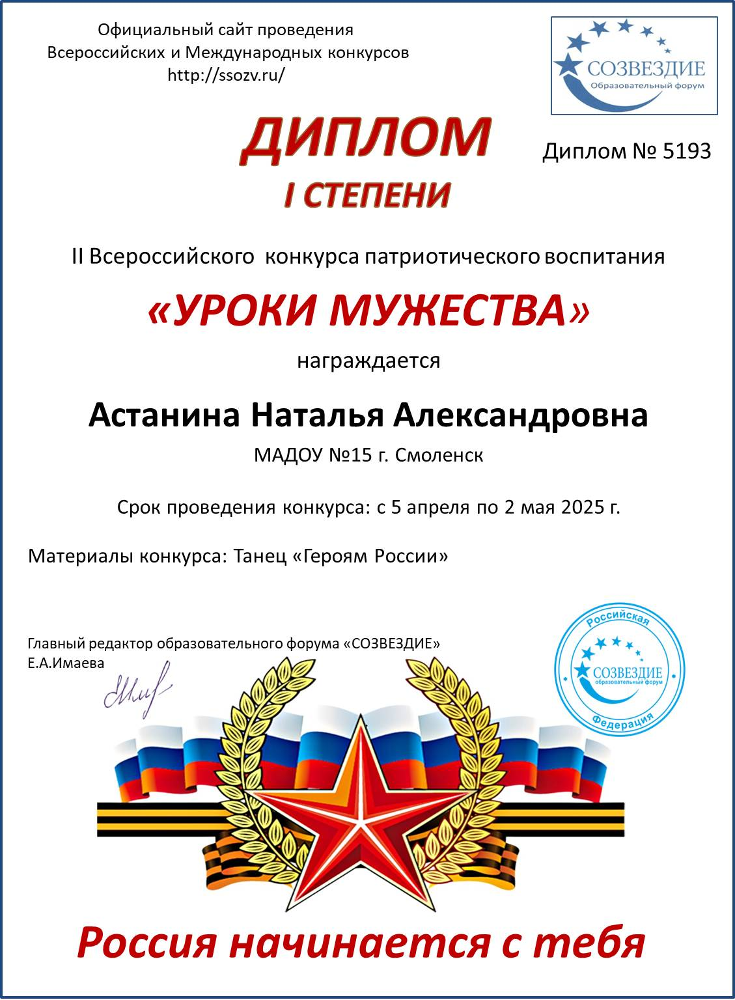 Официальный сайт проведения
Всероссийских и Международных конкурсов
http://ssozv.ru/
СОЗВЕЗДИЕ
Образовательный форум
ДИПЛОМ
Диплом № 5193
I СТЕПЕНИ
II Всероссийского конкурса патриотического воспитания
«УРОКИ МУЖЕСТВА»
награждается
Астанина Наталья Александровна
МАДОУ №15 г. Смоленск
Срок проведения конкурса: с 5 апреля по 2 мая 2025 г.
Материалы конкурса: Танец «Героям России»
Главный редактор образовательного форума «СОЗВЕЗДИЕ»
Е.А.Имаева
Российская
СОЗВЕЗДИЕ
образовательный форум
Федерация
Россия начинается с тебя